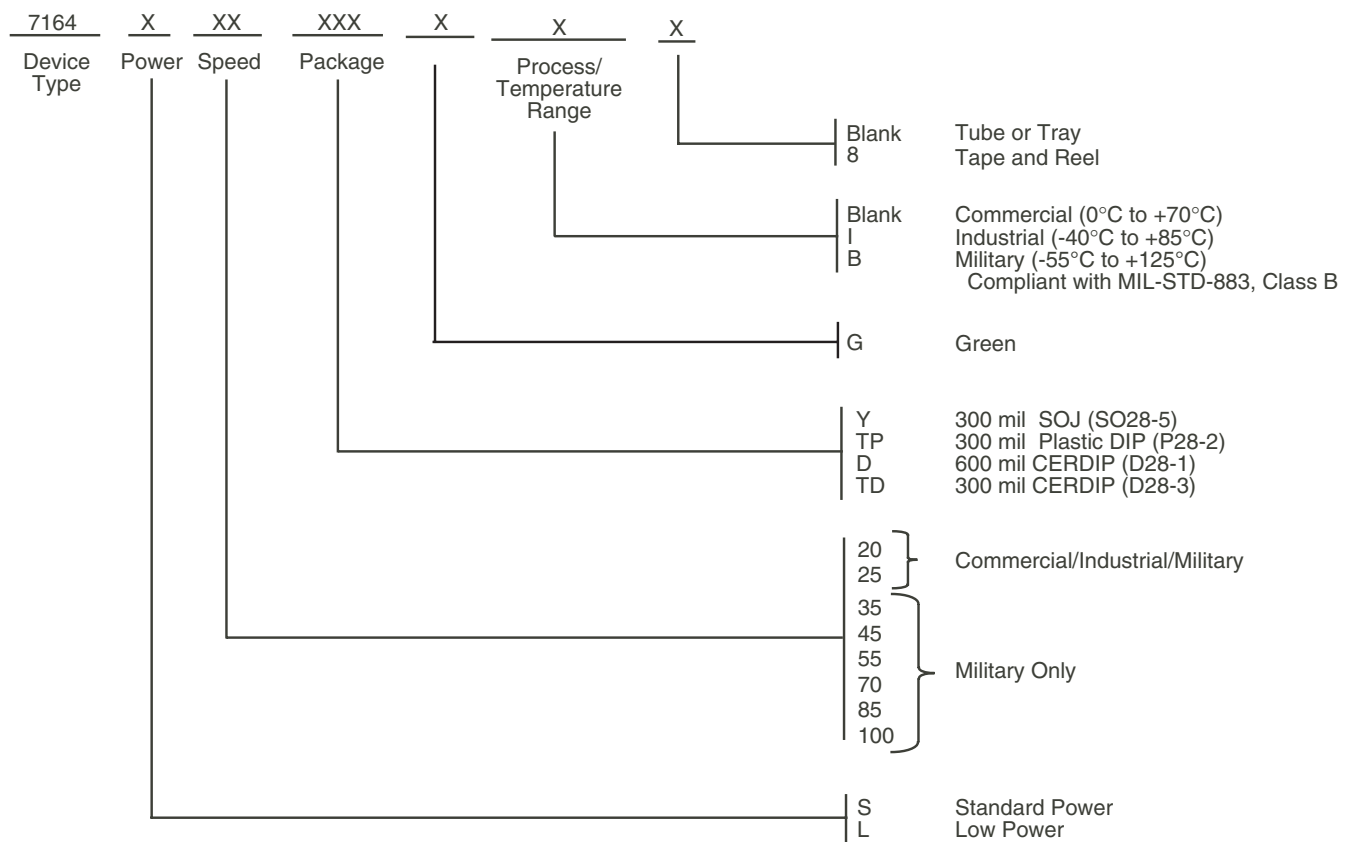 7164 X XX XXX X X X
Device Type
Power
Speed
Package
Process/
Temperature
Range
Blank Tube or Tray
8 Tape and Reel
Blank Commercial (0°C to +70°C)
I Industrial (-40°C to +85°C)
B Military (-55°C to +125°C)
Compliant with MIL-STD-883, Class B
G Green
Y 300 mil SOJ (SO28-5)
TP 300 mil Plastic DIP (P28-2)
D 600 mil CERDIP (D28-1)
TD 300 mil CERDIP (D28-3)
20
25
Commercial/Industrial/Military
35
45
55
70
85
100
Military Only
S Standard Power
L Low Power